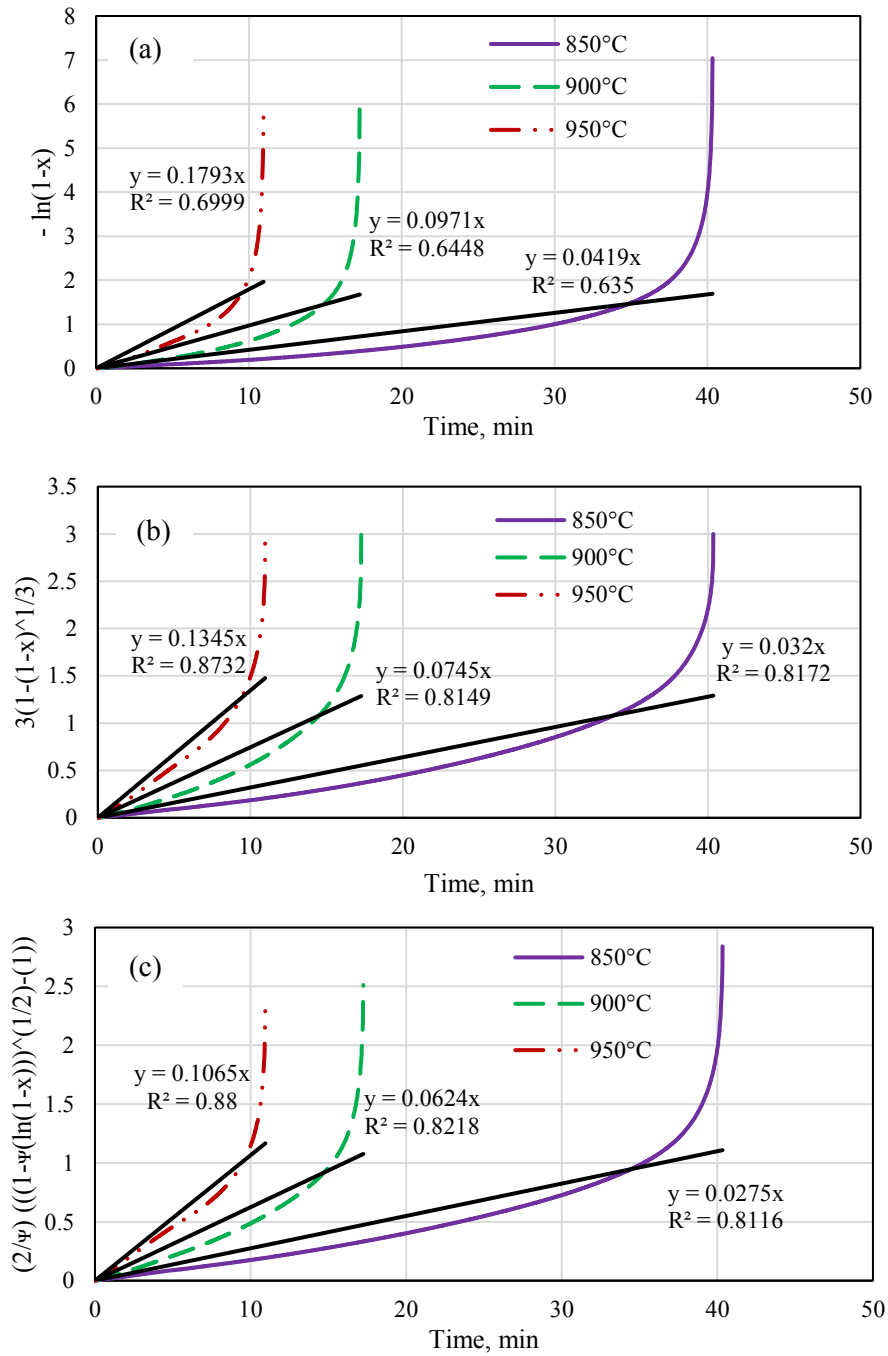 (a)
850°C
900°C
950°C
8
7
6
5
4
3
2
1
0
- ln(1-x)
y = 0.1793x
R² = 0.6999
y = 0.0971x
R² = 0.6448
y = 0.0419x
R² = 0.635
0 10 20 30 40 50
Time, min
(b)
850°C
900°C
950°C
3.5
3
2.5
2
1.5
1
0.5
0
3(1-(1-x)^1/3)
y = 0.1345x
R² = 0.8732
y = 0.0745x
R² = 0.8149
y = 0.032x
R² = 0.8172
0 10 20 30 40 50
Time, min
(c)
850°C
900°C
950°C
3
2.5
2
1.5
1
0.5
0
(2/Ψ) (((1-Ψ(ln(1-x)))^(1/2)-(1))
y = 0.1065x
R² = 0.88
y = 0.0624x
R² = 0.8218
y = 0.0275x
R² = 0.8116
0 10 20 30 40 50
Time, min